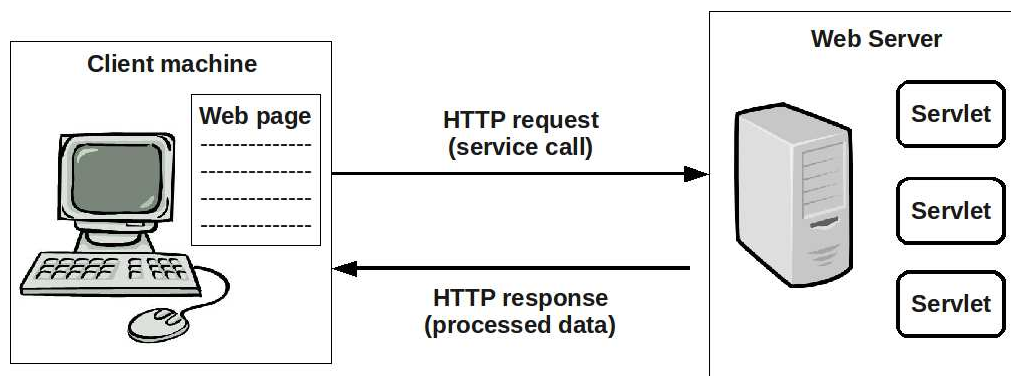 Client machine
Web page
HTTP request
(service call)
HTTP response
(processed data)
Web Server
Servlet
Servlet
Servlet